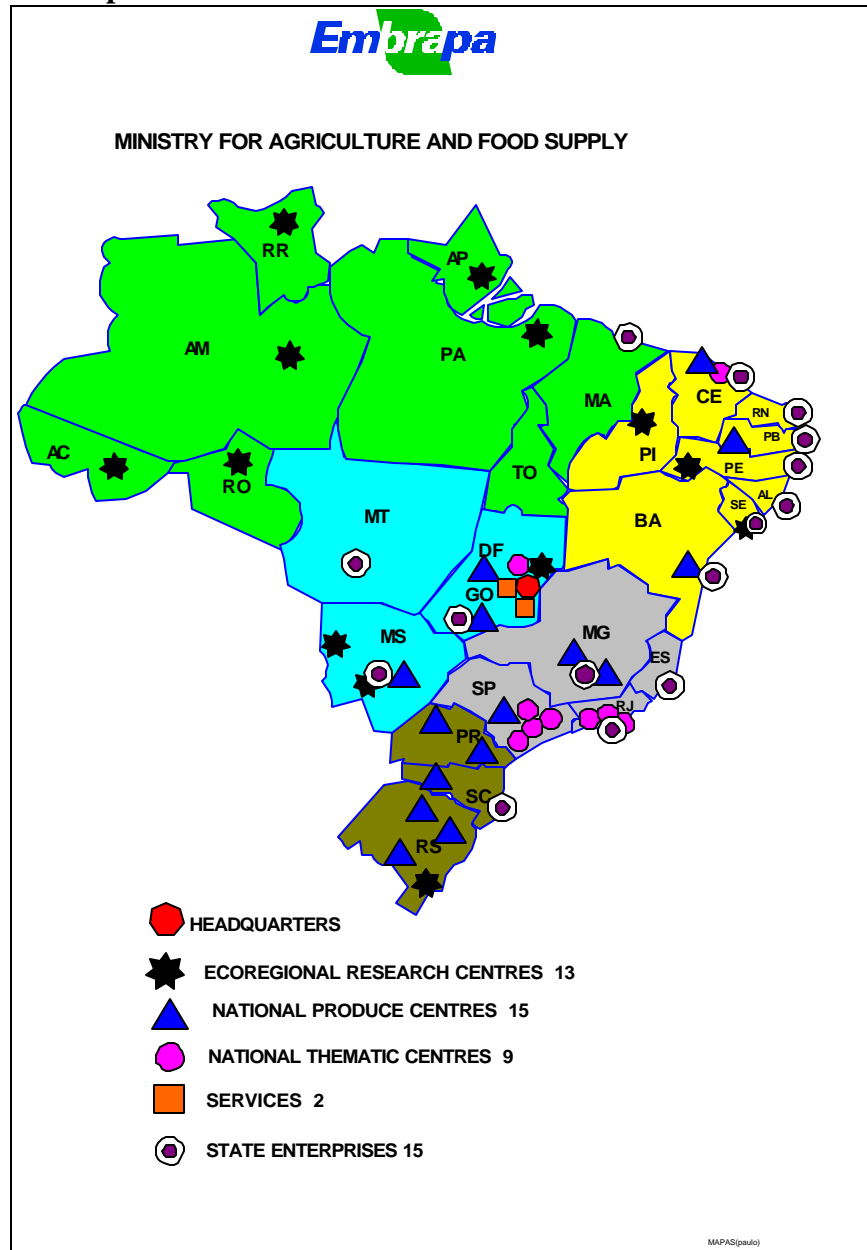 Embrapa
MINISTRY FOR AGRICULTURE AND FOOD SUPPLY
RR
AP
AM
PA
MA
CE
RN
PB
PI
PE
AC
RO
TO
AL
SE
MT
BA
DF
GO
MG
MS
ES
SP
RJ
PR
SC
RS
HEADQUARTERS
ECOREGIONAL RESEARCH CENTRES 13
NATIONAL PRODUCE CENTRES 15
NATIONAL THEMATIC CENTRES 9
SERVICES 2
STATE ENTERPRISES 15
MAPAS(paulo)